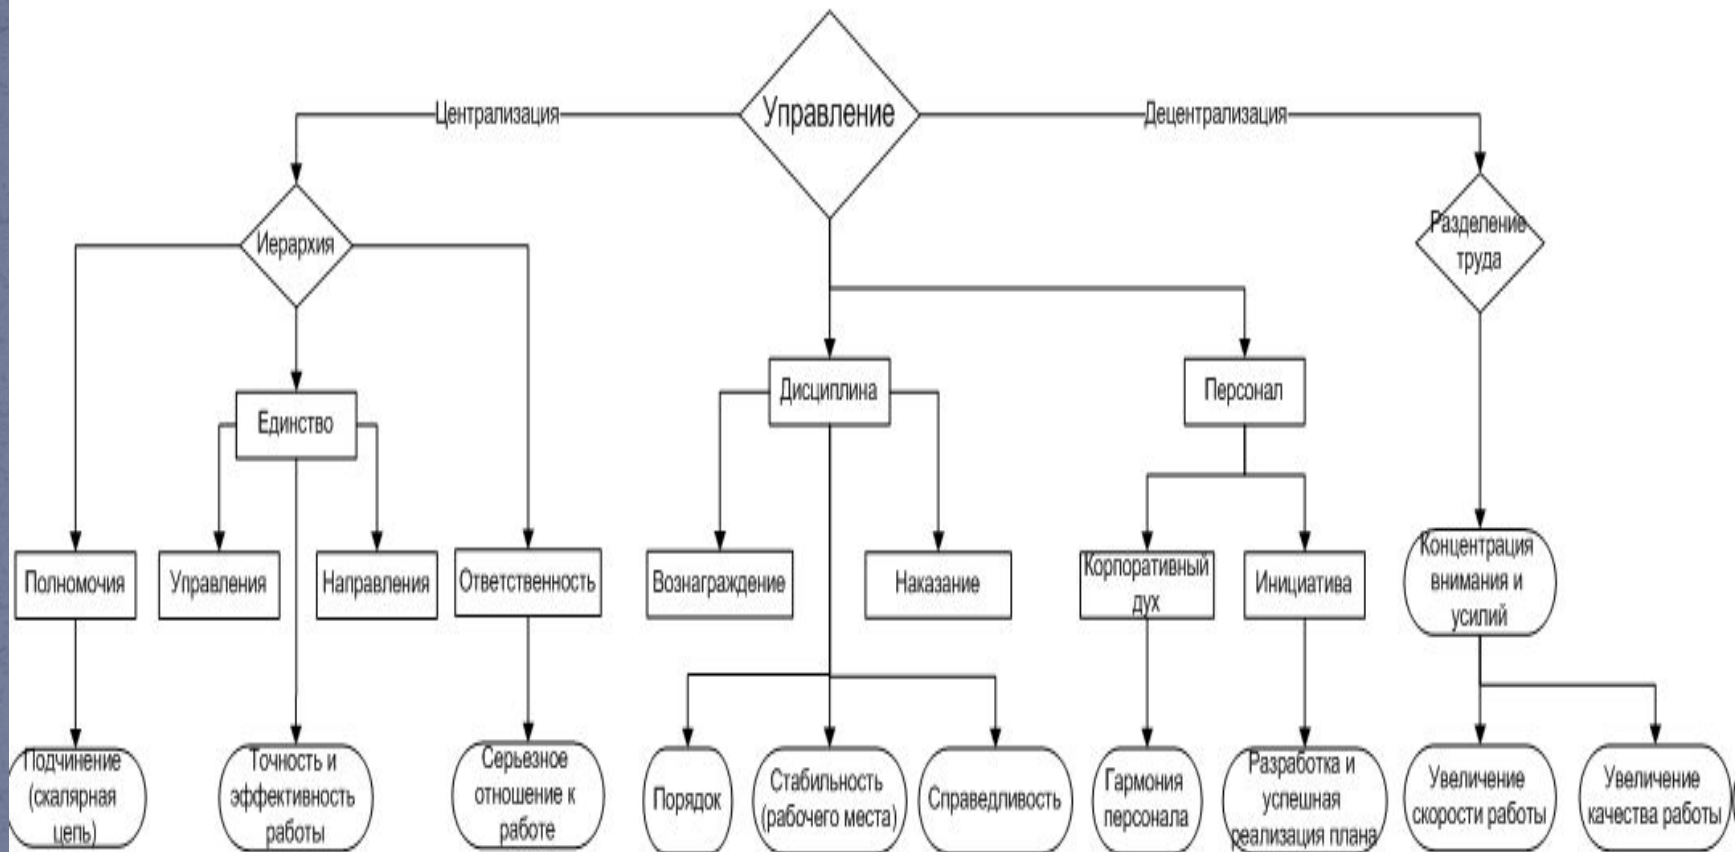 Управление
Централизация
Децентрализация
Иерархия
Разделение
труда
Дисциплина
Персонал
Единство
Полномочия
Управления
Направления
Ответственность
Вознаграждение
Наказание
Корпоративный
дух
Инициатива
Концентрация
внимания и
усилий
Подчинение
(скалярная
цепь)
Точность и
эффективность
работы
Серьезное
отношение к
работе
Порядок
Стабильность
(рабочего места)
Справедливость
Гармония
персонала
Разработка и
успешная
реализация плана
Увеличение
скорости работы
Увеличение
качества работы